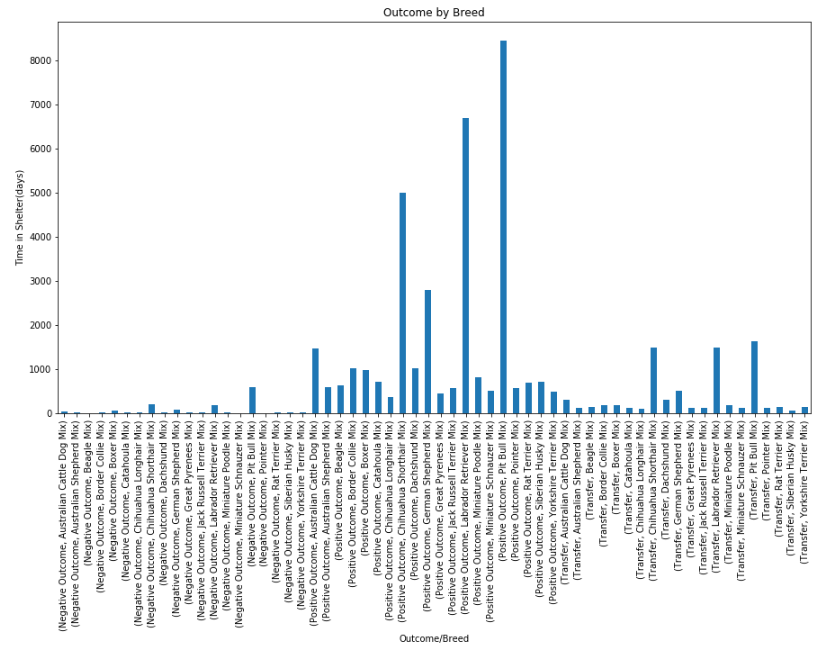 Outcome by Breed
Time in Shelter(days)
8000
7000
6000
5000
4000
3000
2000
1000
0
(Negative Outcome, Australian Cattle Dog Mix)
(Negative Outcome, Australian Shepherd Mix)
(Negative Outcome, Beagle Mix)
(Negative Outcome, Border Collie Mix)
(Negative Outcome, Boxer Mix)
(Negative Outcome, Catahoula Mix)
(Negative Outcome, Chihuahua Longhair Mix)
(Negative Outcome, Chihuahua Shorthair Mix)
(Negative Outcome, Dachshund Mix)
(Negative Outcome, German Shepherd Mix)
(Negative Outcome, Great Pyrenees Mix)
(Negative Outcome, Jack Russell Terrier Mix)
(Negative Outcome, Labrador Retriever Mix)
(Negative Outcome, Miniature Poodle Mix)
(Negative Outcome, Miniature Schnauzer Mix)
(Negative Outcome, Pit Bull Mix)
(Negative Outcome, Pointer Mix)
(Negative Outcome, Rat Terrier Mix)
(Negative Outcome, Siberian Husky Mix)
(Negative Outcome, Yorkshire Terrier Mix)
(Positive Outcome, Australian Cattle Dog Mix)
(Positive Outcome, Australian Shepherd Mix)
(Positive Outcome, Beagle Mix)
(Positive Outcome, Border Collie Mix)
(Positive Outcome, Boxer Mix)
(Positive Outcome, Catahoula Mix)
(Positive Outcome, Chihuahua Longhair Mix)
(Positive Outcome, Chihuahua Shorthair Mix)
(Positive Outcome, Dachshund Mix)
(Positive Outcome, German Shepherd Mix)
(Positive Outcome, Great Pyrenees Mix)
(Positive Outcome, Jack Russell Terrier Mix)
(Positive Outcome, Labrador Retriever Mix)
(Positive Outcome, Miniature Poodle Mix)
(Positive Outcome, Miniature Schnauzer Mix)
(Positive Outcome, Pit Bull Mix)
(Positive Outcome, Pointer Mix)
(Positive Outcome, Rat Terrier Mix)
(Positive Outcome, Siberian Husky Mix)
(Positive Outcome, Yorkshire Terrier Mix)
(Transfer, Australian Cattle Dog Mix)
(Transfer, Australian Shepherd Mix)
(Transfer, Beagle Mix)
(Transfer, Border Collie Mix)
(Transfer, Boxer Mix)
(Transfer, Catahoula Mix)
(Transfer, Chihuahua Longhair Mix)
(Transfer, Chihuahua Shorthair Mix)
(Transfer, Dachshund Mix)
(Transfer, German Shepherd Mix)
(Transfer, Great Pyrenees Mix)
(Transfer, Jack Russell Terrier Mix)
(Transfer, Labrador Retriever Mix)
(Transfer, Miniature Poodle Mix)
(Transfer, Miniature Schnauzer Mix)
(Transfer, Pit Bull Mix)
(Transfer, Pointer Mix)
(Transfer, Rat Terrier Mix)
(Transfer, Siberian Husky Mix)
(Transfer, Yorkshire Terrier Mix)
Outcome/Breed